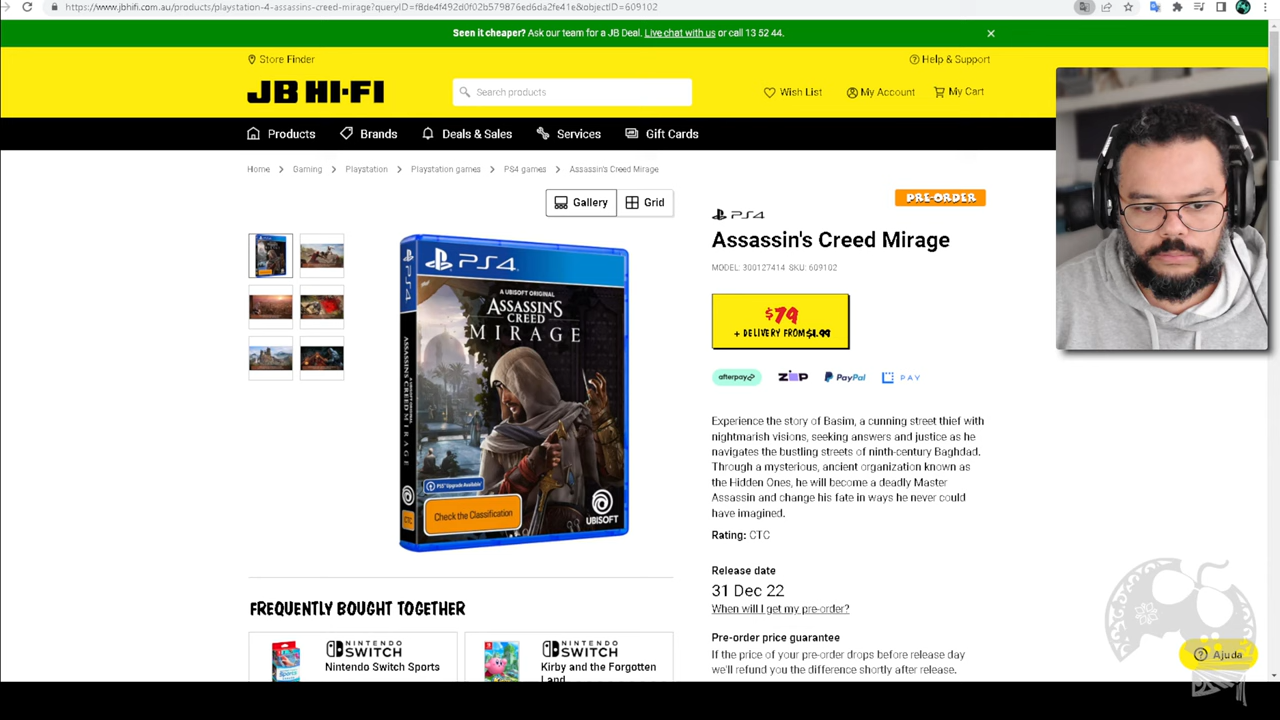 https://www.jbhifi.com.au/products/playstation-4-assassins-creed-mirage?queryID=f8de4f492d0f02b579876d6da2fe41e&objectID=609102
Seen it cheaper? Ask our team for a JB Deal. Live chat with us or call 13 52 44.
Store Finder
Help & Support
JB HI-FI
Search products
Wish List
My Account
My Cart
Products
Brands
Deals & Sales
Services
Gift Cards
Home
Gaming
Playstation
Playstation games
PS4 games
Assassin's Creed Mirage
Gallery
Grid
PRE-ORDER
PS4
Assassin's Creed Mirage
MODEL: 300127414 SKU: 609102
$79
+ DELIVERY FROM $1.99
afterpay
ZIP
PayPal
PAY
PS4
A UBISOFT ORIGINAL
ASSASSIN'S
CREED
MIRAGE
ASSASSIN'S CREED MIRAGE
PS5 Upgrade Available
Check the Classification
CTC
UBISOFT
Experience the story of Basim, a cunning street thief with
nightmarish visions, seeking answers and justice as he
navigates the bustling streets of ninth-century Baghdad.
Through a mysterious, ancient organization known as
the Hidden Ones, he will become a deadly Master
Assassin and change his fate in ways he never could
have imagined.
Rating: CTC
Release date
31 Dec 22
When will I get my pre-order?
Pre-order price guarantee
If the price of your pre-order drops before release day
we'll refund you the difference shortly after release.
FREQUENTLY BOUGHT TOGETHER
NINTENDO
SWITCH
Nintendo Switch Sports
NINTENDO
SWITCH
Kirby and the Forgotten
Land
Ajuda